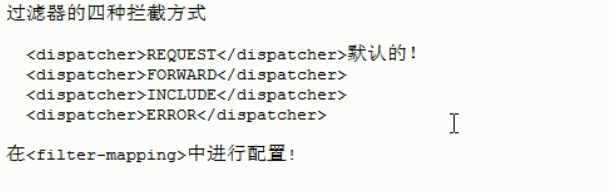 过滤器的四种拦截方式
<dispatcher>REQUEST</dispatcher>默认的！
<dispatcher>FORWARD</dispatcher>
<dispatcher>INCLUDE</dispatcher>
<dispatcher>ERROR</dispatcher>
在<filter-mapping>中进行配置！